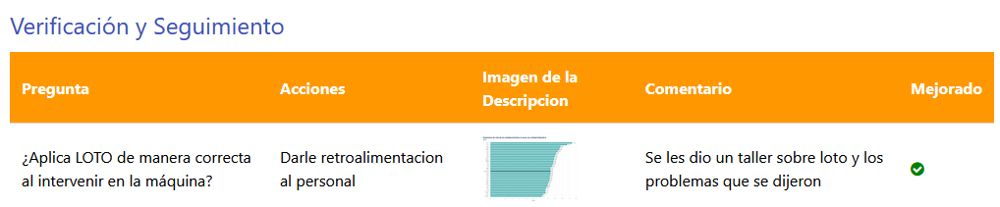 Verificación y Seguimiento
Pregunta
Acciones
Imagen de la
Descripcion
Comentario
Mejorado
¿Aplica LOTO de manera correcta
al intervenir en la máquina?
Darle retroalimentacion
al personal
Se les dio un taller sobre loto y los
problemas que se dijeron